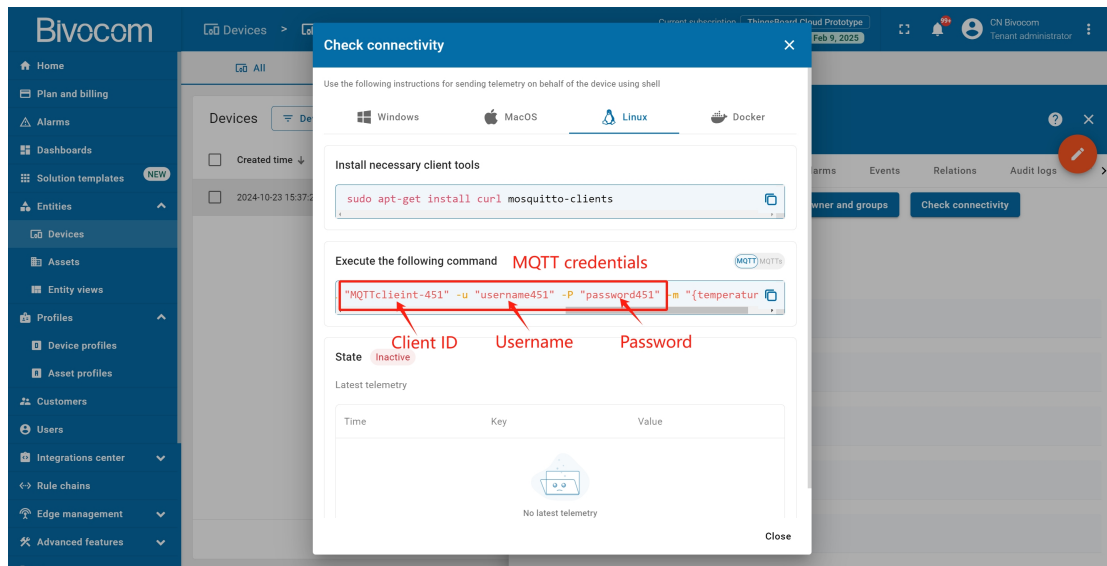 Bivocom
Devices > 
Current subscription ThingsBoard Cloud Prototype
Feb 9, 2025
99+
CN Bivocom
Tenant administrator
Home
Plan and billing
Alarms
Dashboards
Solution templates NEW
Entities
Devices
Assets
Entity views
Profiles
Device profiles
Asset profiles
Customers
Users
Integrations center
Rule chains
Edge management
Advanced features
All
Devices
Created time ↓
2024-10-23 15:37:2
Check connectivity
Use the following instructions for sending telemetry on behalf of the device using shell
Windows MacOS Linux Docker
Install necessary client tools
sudo apt-get install curl mosquitto-clients
Execute the following command
MQTT credentials
MQTT MQTTs
"MQTTclieint-451" -u "username451" -P "password451" -m "{temperatur
Client ID Username Password
State Inactive
Latest telemetry
Time Key Value
No latest telemetry
Close
arms Events Relations Audit logs
wner and groups Check connectivity